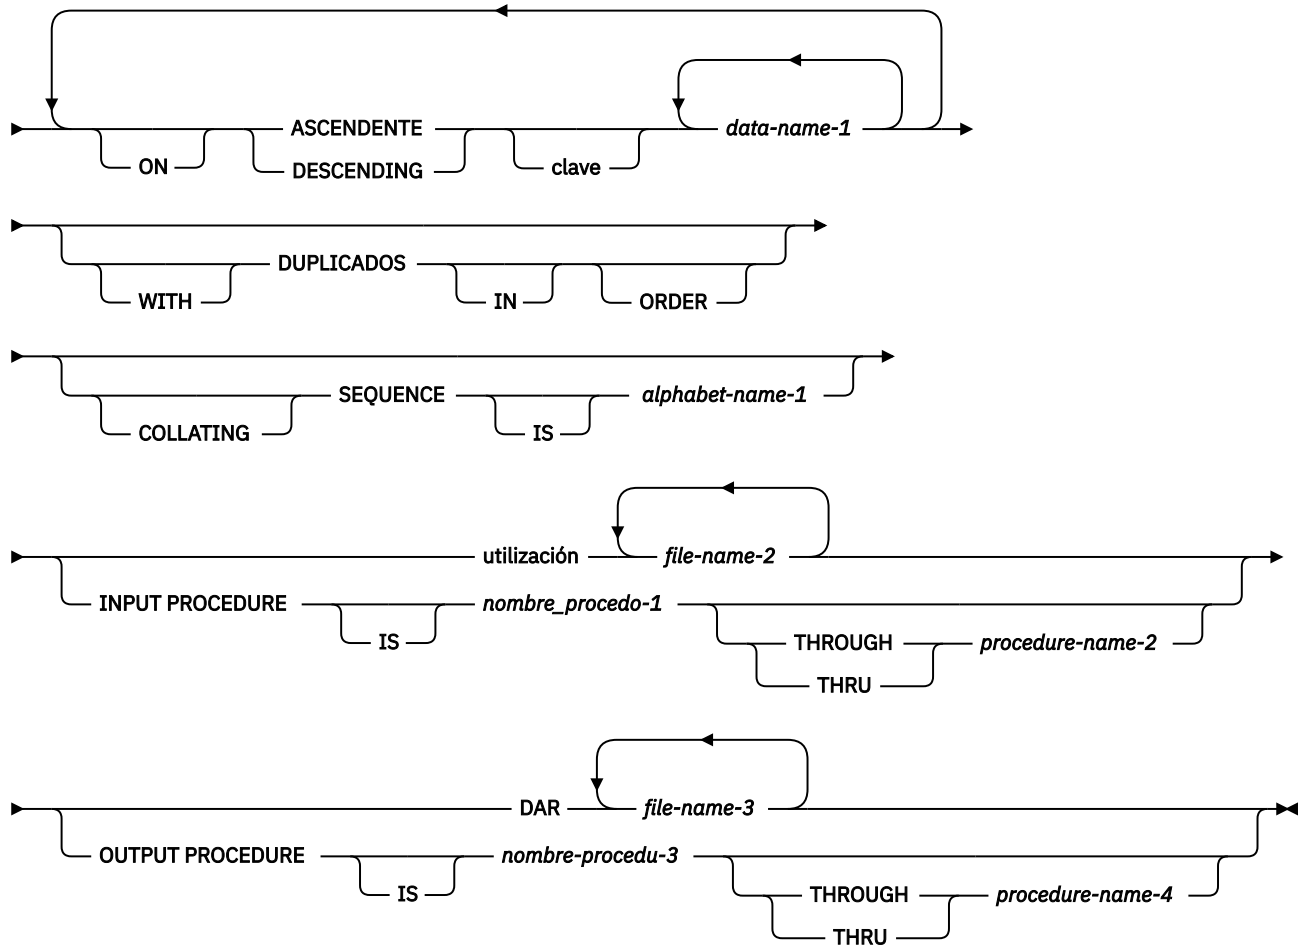 ASCENDENTE data-name-1
ON DESCENDING clave
DUPLICADOS
WITH IN ORDER
SEQUENCE alphabet-name-1
COLLATING IS
utilización file-name-2
INPUT PROCEDURE nombre_procedo-1
IS THROUGH procedure-name-2
THRU
DAR file-name-3
OUTPUT PROCEDURE nombre-procedu-3
IS THROUGH procedure-name-4
THRU